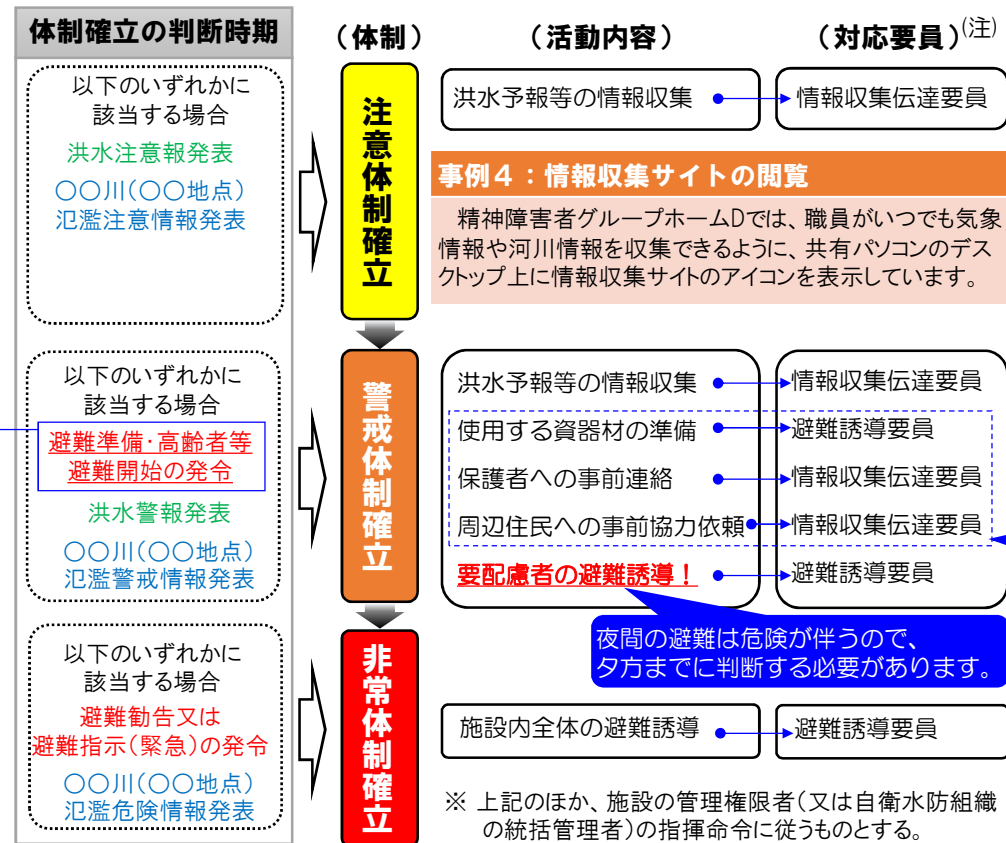 体制確立の判断時期
（体制）
（活動内容）
（対応要員）(注)
以下のいずれかに
該当する場合
洪水注意報発表
〇〇川（〇〇地点）
氾濫注意情報発表
注意体制確立
洪水予報等の情報収集
情報収集伝達要員
事例４：情報収集サイトの閲覧
精神障害者グループホームDでは、職員がいつでも気象
情報や河川情報を収集できるように、共有パソコンのデス
クトップ上に情報収集サイトのアイコンを表示しています。
以下のいずれかに
該当する場合
避難準備・高齢者等
避難開始の発令
洪水警報発表
〇〇川（〇〇地点）
氾濫警戒情報発表
警戒体制確立
洪水予報等の情報収集
情報収集伝達要員
使用する資器材の準備
避難誘導要員
保護者への事前連絡
情報収集伝達要員
周辺住民への事前協力依頼
情報収集伝達要員
要配慮者の避難誘導！
避難誘導要員
夜間の避難は危険が伴うので、
夕方までに判断する必要があります。
以下のいずれかに
該当する場合
避難勧告又は
避難指示（緊急）の発令
〇〇川（〇〇地点）
氾濫危険情報発表
非常体制確立
施設内全体の避難誘導
避難誘導要員
※ 上記のほか、施設の管理権限者（又は自衛水防組織
の統括管理者）の指揮命令に従うものとする。